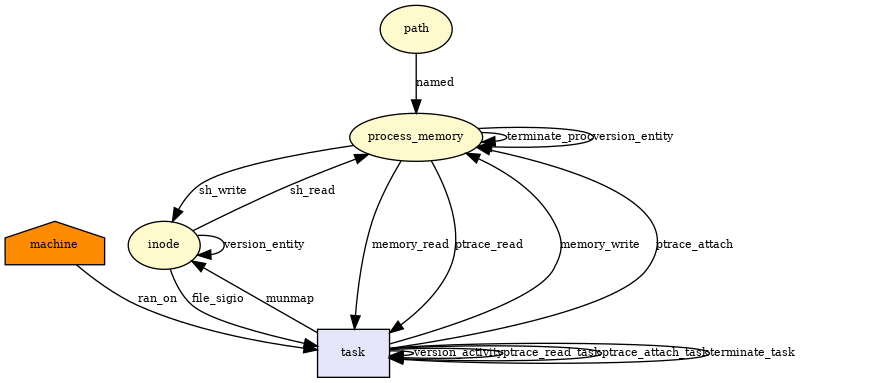 path
named
process_memory
terminate_proc
version_entity
sh_write
sh_read
machine
inode
version_entity
memory_read
ptrace_read
memory_write
ptrace_attach
ran_on
file_sigio
munmap
task
version_activity
ptrace_read_task
ptrace_attach_task
terminate_task